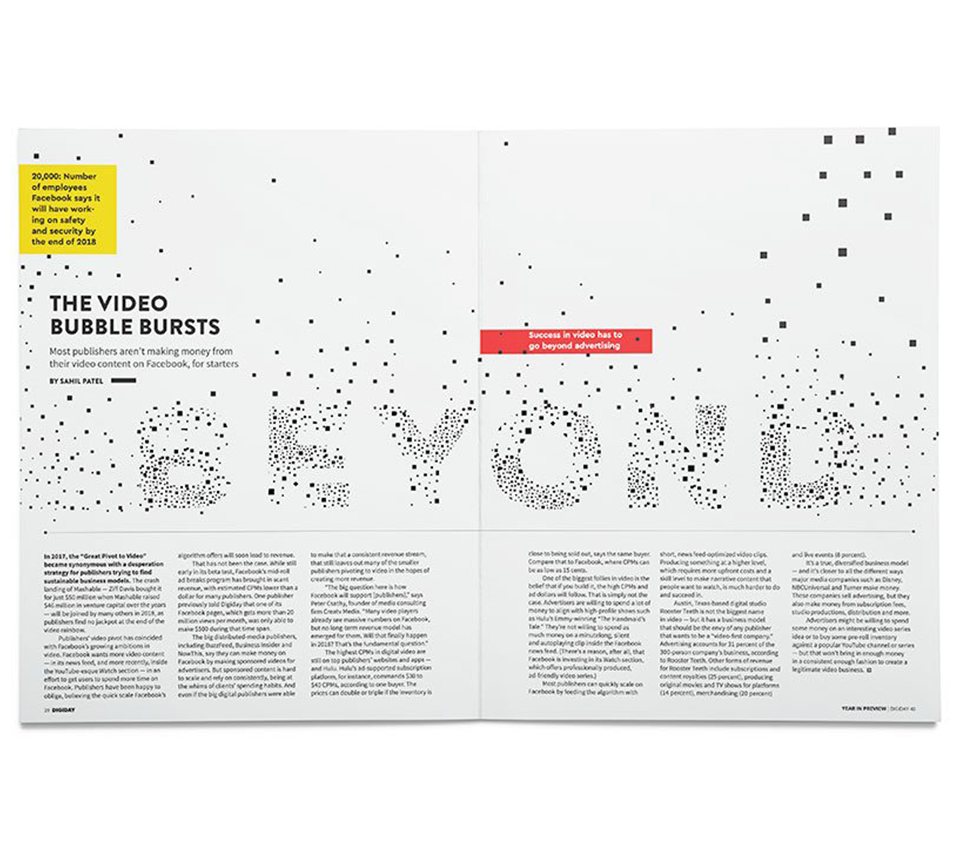 20,000: Number
of employees
Facebook says it
will have work-
ing on safety
and security by
the end of 2018
THE VIDEO
BUBBLE BURSTS
Most publishers aren't making money from
their video content on Facebook, for starters
BY SAHIL PATEL
Success in video has to
go beyond advertising
BEYOND
In 2017, the "Great Pivot to Video"
became synonymous with a desperation
strategy for publishers trying to find
sustainable business models. The crash
landing of Mashable — Ziff Davis bought it
for just $50 million when Mashable raised
$46 million in venture capital over the years
— will be joined by many others in 2018, as
publishers find no jackpot at the end of the
video rainbow.
Publishers' video pivot has coincided
with Facebook's growing ambitions in
video. Facebook wants more video content
— in its news feed, and more recently, inside
the YouTube-esque Watch section — in an
effort to get users to spend more time on
Facebook. Publishers have been happy to
oblige, believing the quick scale Facebook's
algorithm offers will soon lead to revenue.
That has not been the case. While still
early in its beta test, Facebook's mid-roll
ad breaks program has brought in scant
revenue, with estimated CPMs lower than a
dollar for many publishers. One publisher
previously told Digiday that one of its
Facebook pages, which gets more than 20
million views per month, was only able to
make $500 during that time span.
The big distributed-media publishers,
including BuzzFeed, Business Insider and
NowThis, say they can make money on
Facebook by making sponsored videos for
advertisers. But sponsored content is hard
to scale and rely on consistently, being at
the whims of clients' spending habits. And
even if the big digital publishers were able
to make that a consistent revenue stream,
that still leaves out many of the smaller
publishers pivoting to video in the hopes of
creating more revenue.
"The big question here is how
Facebook will support [publishers]," says
Peter Csathy, founder of media consulting
firm Creatv Media. "Many video players
already see massive numbers on Facebook,
but no long-term revenue model has
emerged for them. Will that finally happen
in 2018? That's the fundamental question."
The highest CPMs in digital video are
still on top publishers' websites and apps —
and Hulu. Hulu's ad-supported subscription
platform, for instance, commands $30 to
$40 CPMs, according to one buyer. The
prices can double or triple if the inventory is
close to being sold out, says the same buyer.
Compare that to Facebook, where CPMs can
be as low as 15 cents.
One of the biggest follies in video is the
belief that if you build it, the high CPMs and
ad dollars will follow. That is simply not the
case. Advertisers are willing to spend a lot of
money to align with high-profile shows such
as Hulu's Emmy-winning "The Handmaid's
Tale." They're not willing to spend as
much money on a minutelong, silent
and autoplaying clip inside the Facebook
news feed. (There's a reason, after all, that
Facebook is investing in its Watch section,
which offers professionally produced,
ad-friendly video series.)
Most publishers can quickly scale on
Facebook by feeding the algorithm with
short, news feed-optimized video clips.
Producing something at a higher level,
which requires more upfront costs and a
skill level to make narrative content that
people want to watch, is much harder to do
and succeed in.
Austin, Texas-based digital studio
Rooster Teeth is not the biggest name
in video — but it has a business model
that should be the envy of any publisher
that wants to be a "video-first company."
Advertising accounts for 31 percent of the
300-person company's business, according
to Rooster Teeth. Other forms of revenue
for Rooster Teeth include subscriptions and
content royalties (25 percent), producing
original movies and TV shows for platforms
(14 percent), merchandising (20 percent)
and live events (8 percent).
It's a true, diversified business model
— and it's closer to all the different ways
major media companies such as Disney,
NBCUniversal and Turner make money.
Those companies sell advertising, but they
also make money from subscription fees,
studio productions, distribution and more.
Advertisers might be willing to spend
some money on an interesting video series
idea or to buy some pre-roll inventory
against a popular YouTube channel or series
— but that won't bring in enough money
in a consistent enough fashion to create a
legitimate video business.
39 DIGIDAY
YEAR IN PREVIEW | DIGIDAY 40